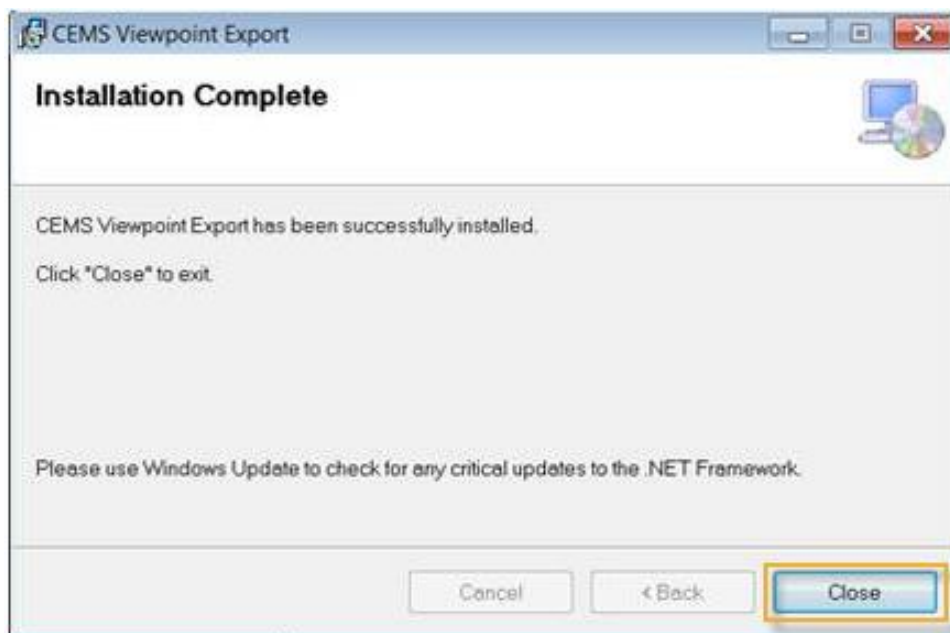 CEMS Viewpoint Export
Installation Complete
CEMS Viewpoint Export has been successfully installed.
Click "Close" to exit.
Please use Windows Update to check for any critical updates to the .NET Framework.
Cancel
< Back
Close